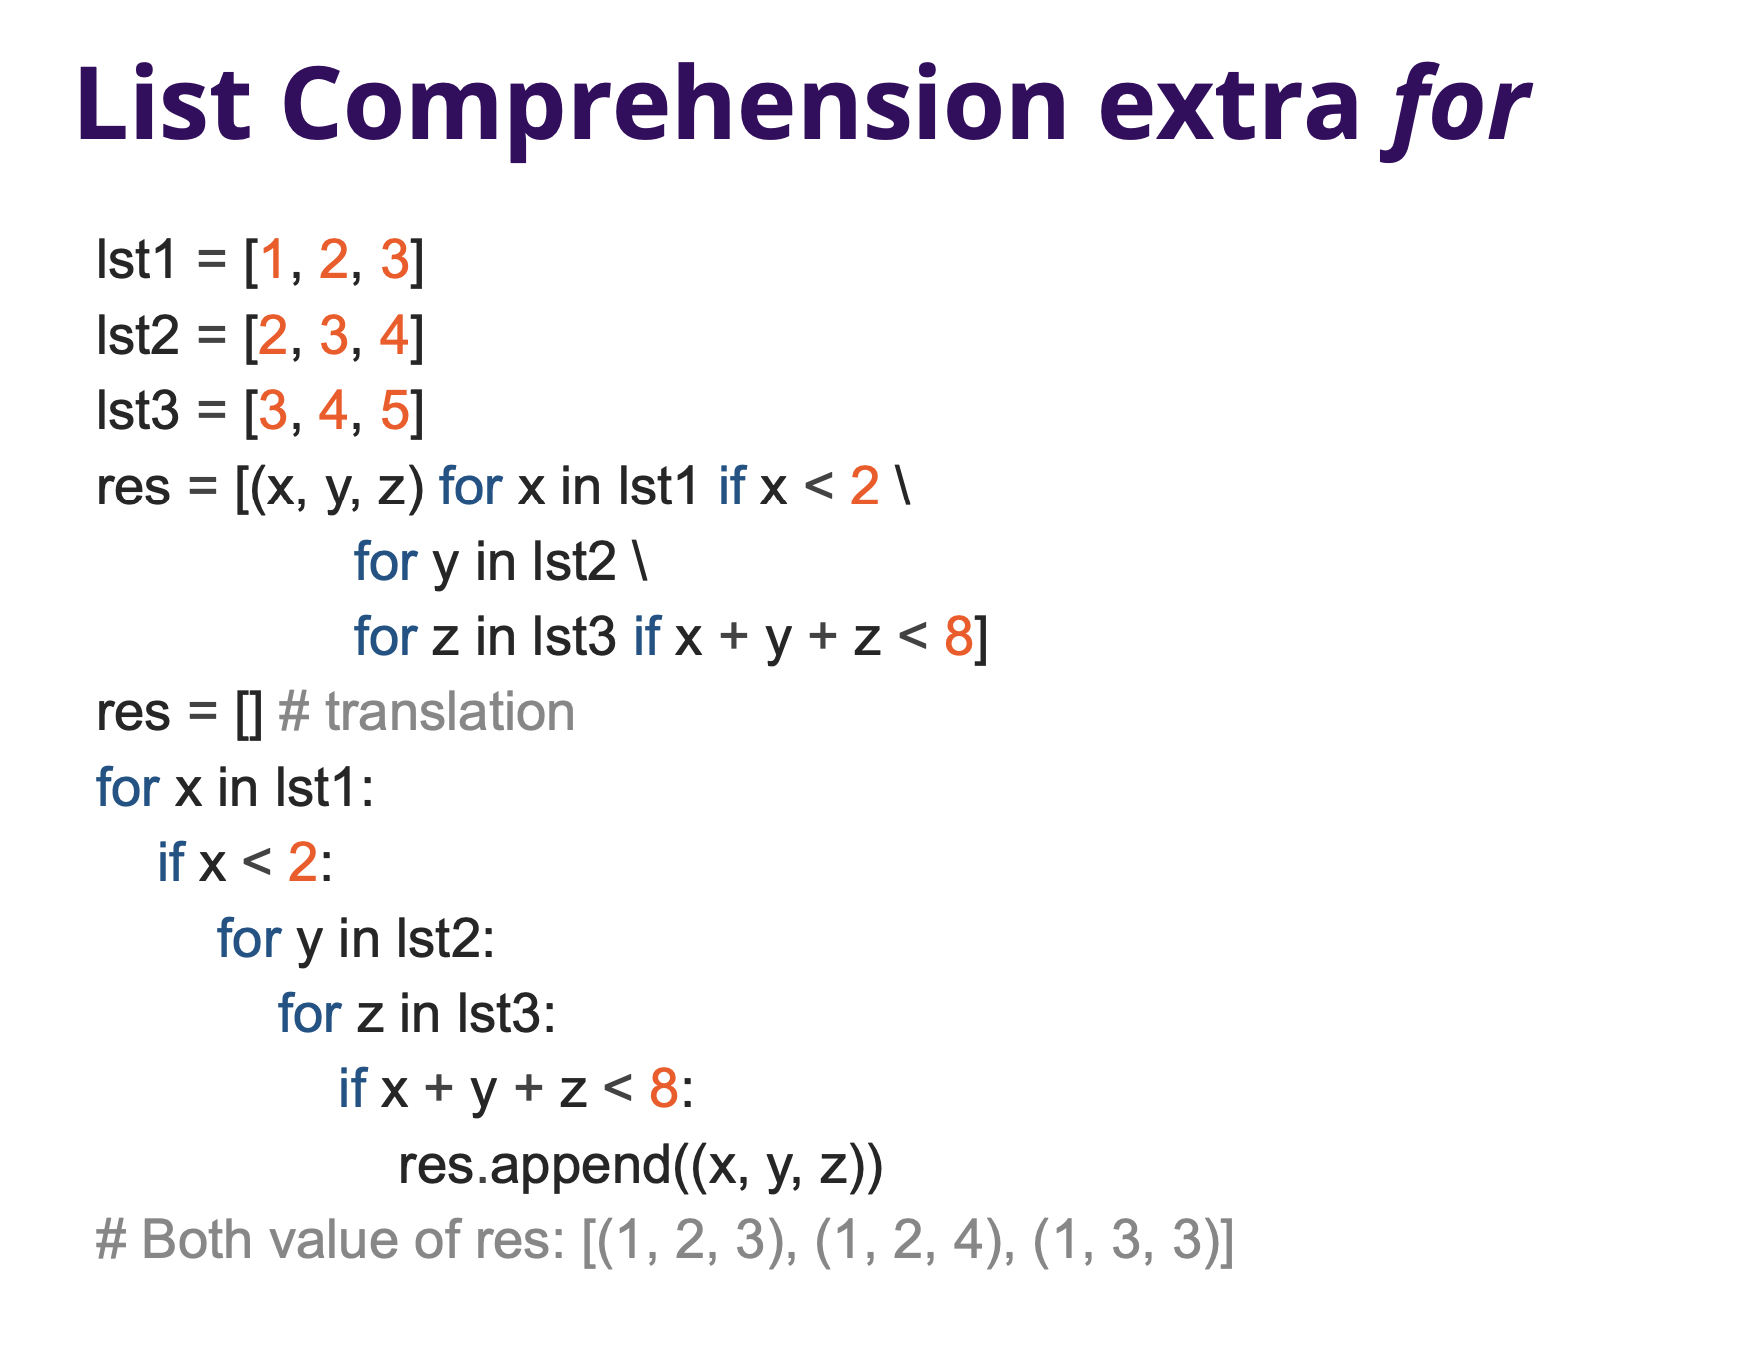 List Comprehension extra for
lst1 = [1, 2, 3]
lst2 = [2, 3, 4]
lst3 = [3, 4, 5]
res = [(x, y, z) for x in lst1 if x < 2 \
for y in lst2 \
for z in lst3 if x + y + z < 8]
res = [] # translation
for x in lst1:
if x < 2:
for y in lst2:
for z in lst3:
if x + y + z < 8:
res.append((x, y, z))
# Both value of res: [(1, 2, 3), (1, 2, 4), (1, 3, 3)]